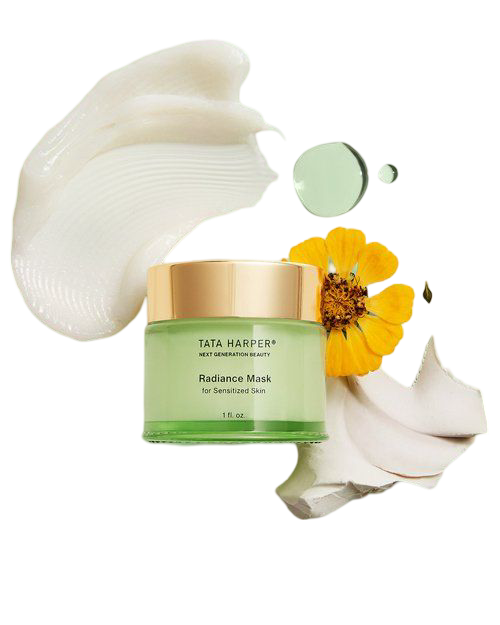 TATA HARPER®
NEXT GENERATION BEAUTY
Radiance Mask
for Sensitized Skin
1 fl. oz.